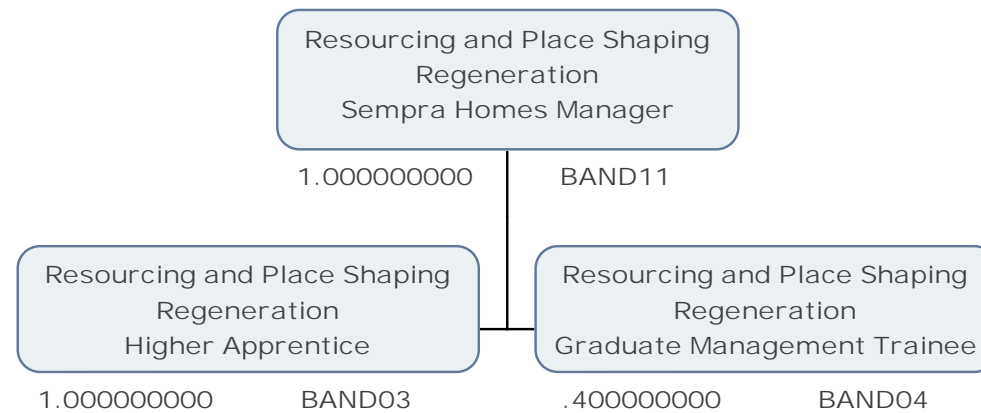 Resourcing and Place Shaping
Regeneration
Sempra Homes Manager
1.000000000 BAND11
Resourcing and Place Shaping
Regeneration
Higher Apprentice
1.000000000 BAND03
Resourcing and Place Shaping
Regeneration
Graduate Management Trainee
.400000000 BAND04